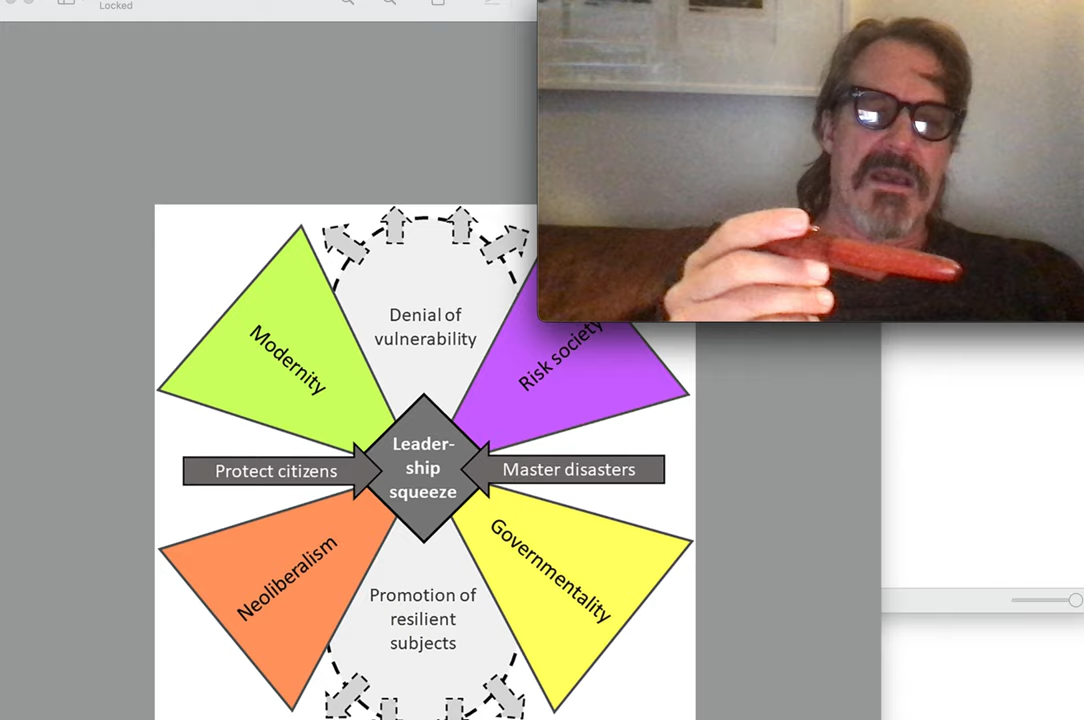 Locked
Denial of
vulnerability
Modernity
Risk society
Leader-
ship
squeeze
Protect citizens
Master disasters
Neoliberalism
Governmentality
Promotion of
resilient
subjects